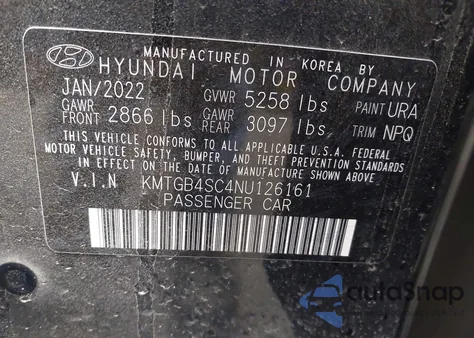 MANUFACTURED IN KOREA BY
HYUNDAI MOTOR COMPANY
JAN/2022 GVWR 5258 lbs PAINT URA
GAWR FRONT 2866 lbs GAWR REAR 3097 lbs TRIM NPQ
THIS VEHICLE CONFORMS TO ALL APPLICABLE U.S.A. FEDERAL
MOTOR VEHICLE SAFETY, BUMPER, AND THEFT PREVENTION STANDARDS
IN EFFECT ON THE DATE OF MANUFACTURE SHOWN ABOVE.
V.I.N KMTGB4SC4NU126161
PASSENGER CAR
autoSnap